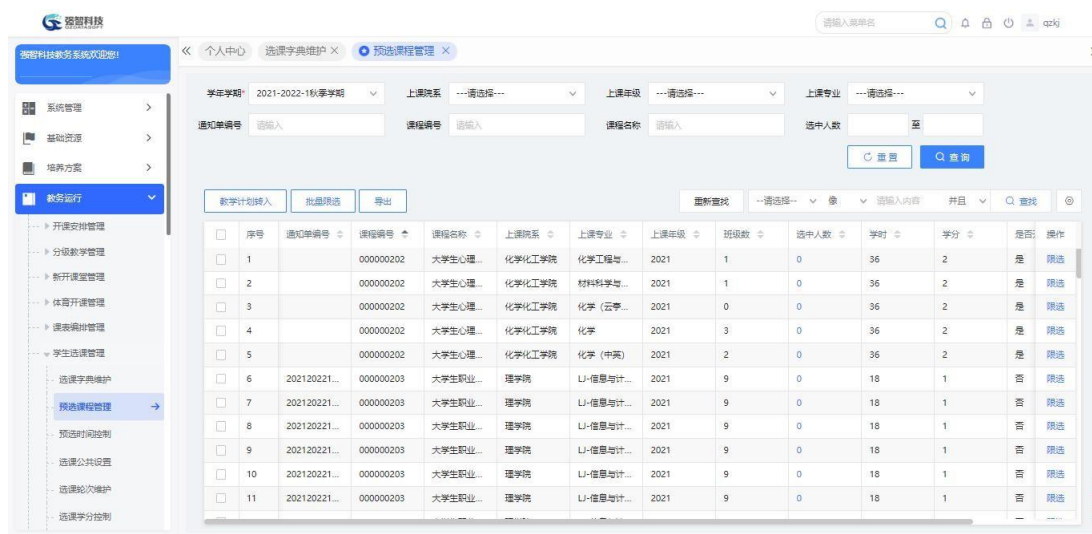 强智科技
QZDATASOFT
请输入菜单名
qzkj
强智科技教务系统欢迎您!
个人中心 选课字典维护 × 预选课程管理 ×
系统管理
基础资源
培养方案
教务运行
开课安排管理
分级教学管理
新开课堂管理
体育开课管理
课表编排管理
学生选课管理
选课字典维护
预选课程管理
预选时间控制
选课公共设置
选课轮次维护
选课学分控制
学年学期* 2021-2022-1秋季学期 上课院系 ---请选择--- 上课年级 ---请选择--- 上课专业 ---请选择---
通知单编号 请输入 课程编号 请输入 课程名称 请输入 选中人数 至
重置 查询
教学计划转入 批量限选 导出 重新查找 --请选择-- 像 请输入内容 并且 查找
序号 通知单编号 课程编号 课程名称 上课院系 上课专业 上课年级 班级数 选中人数 学时 学分 是否 操作
1 000000202 大学生心理... 化学化工学院 化学工程与... 2021 1 0 36 2 是 限选
2 000000202 大学生心理... 化学化工学院 材料科学与... 2021 1 0 36 2 是 限选
3 000000202 大学生心理... 化学化工学院 化学（云亭... 2021 0 0 36 2 是 限选
4 000000202 大学生心理... 化学化工学院 化学 2021 3 0 36 2 是 限选
5 000000202 大学生心理... 化学化工学院 化学（中英） 2021 2 0 36 2 是 限选
6 202120221... 000000203 大学生职业... 理学院 LJ-信息与计... 2021 9 0 18 1 否 限选
7 202120221... 000000203 大学生职业... 理学院 LJ-信息与计... 2021 9 0 18 1 否 限选
8 202120221... 000000203 大学生职业... 理学院 LJ-信息与计... 2021 9 0 18 1 否 限选
9 202120221... 000000203 大学生职业... 理学院 LJ-信息与计... 2021 9 0 18 1 否 限选
10 202120221... 000000203 大学生职业... 理学院 LJ-信息与计... 2021 9 0 18 1 否 限选
11 202120221... 000000203 大学生职业... 理学院 LJ-信息与计... 2021 9 0 18 1 否 限选